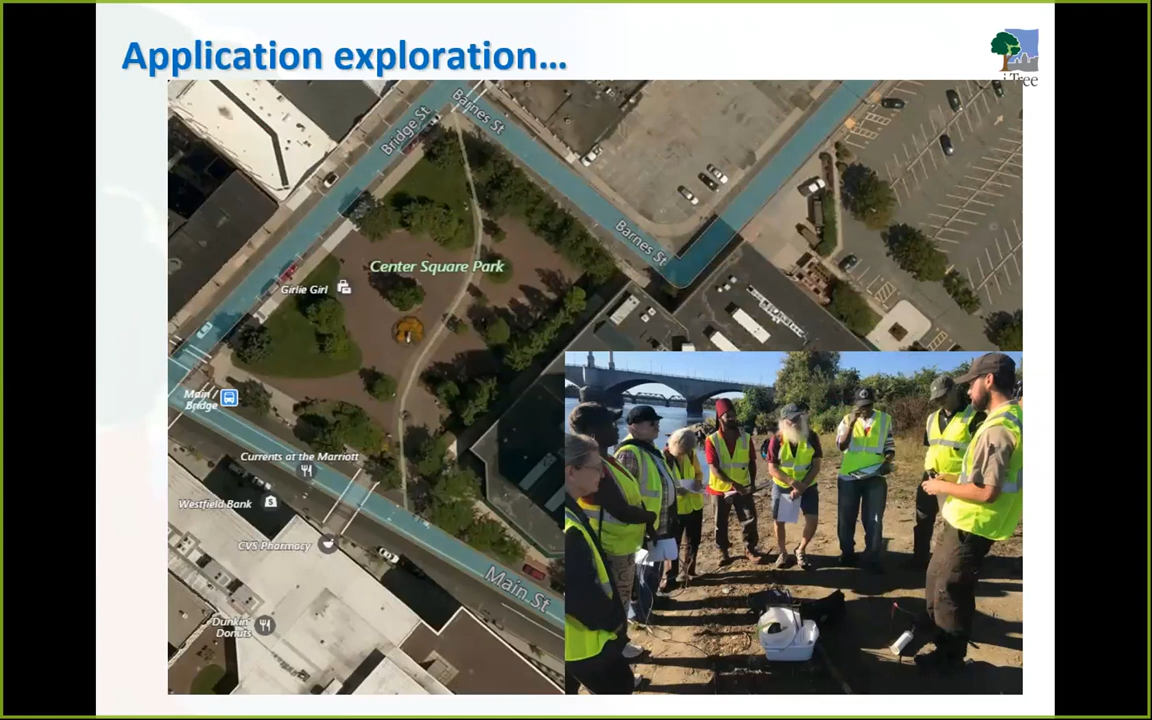 Application exploration...
i-Tree
Barnes St
Bridge St
Barnes St
Center Square Park
Girlie Girl
Main /
Bridge
Currents at the Marriott
Westfield Bank
CVS Pharmacy
Main St
Dunkin'
Donuts